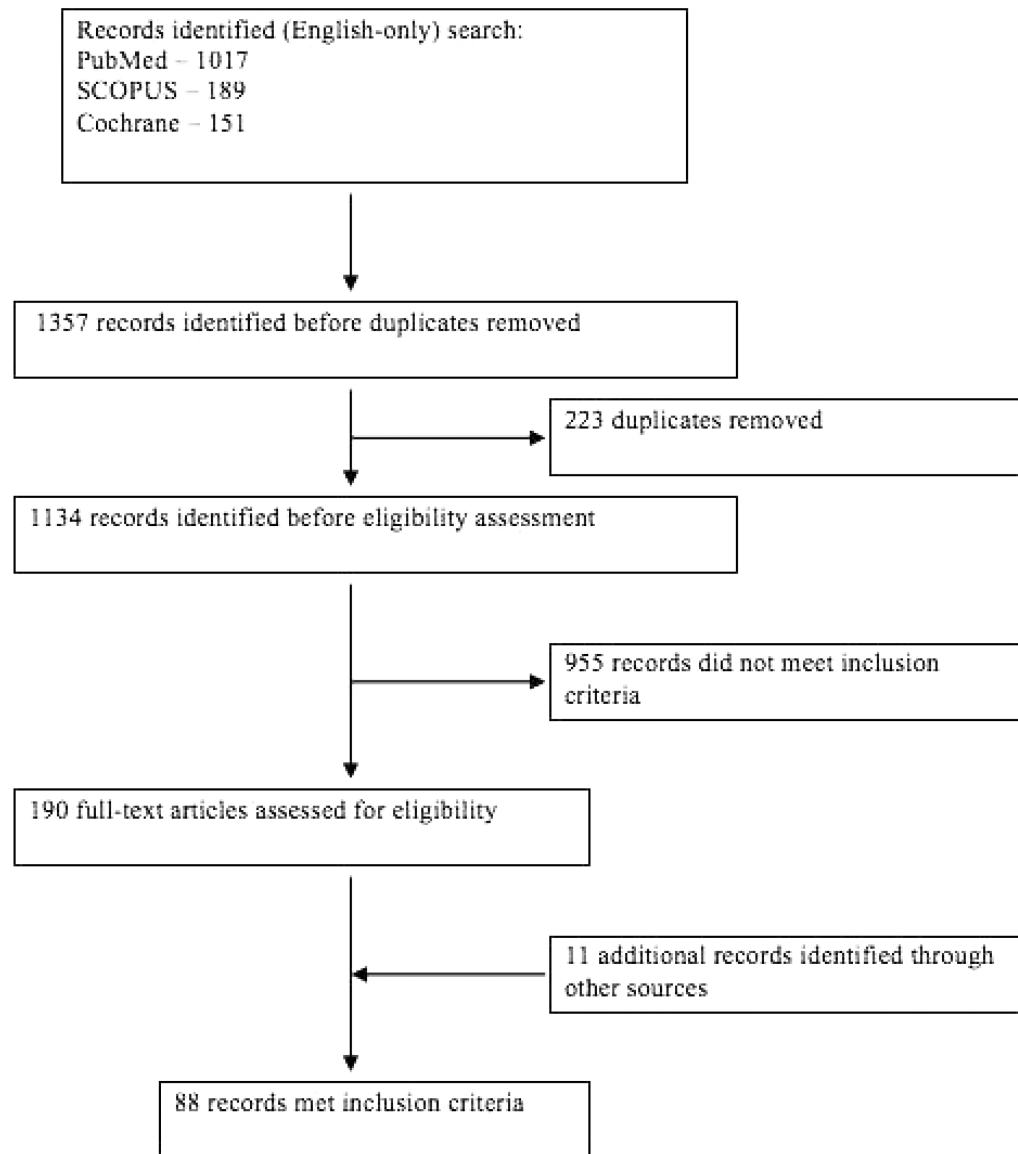 Records identified (English-only) search:
PubMed – 1017
SCOPUS – 189
Cochrane – 151
1357 records identified before duplicates removed
223 duplicates removed
1134 records identified before eligibility assessment
955 records did not meet inclusion
criteria
190 full-text articles assessed for eligibility
11 additional records identified through
other sources
88 records met inclusion criteria